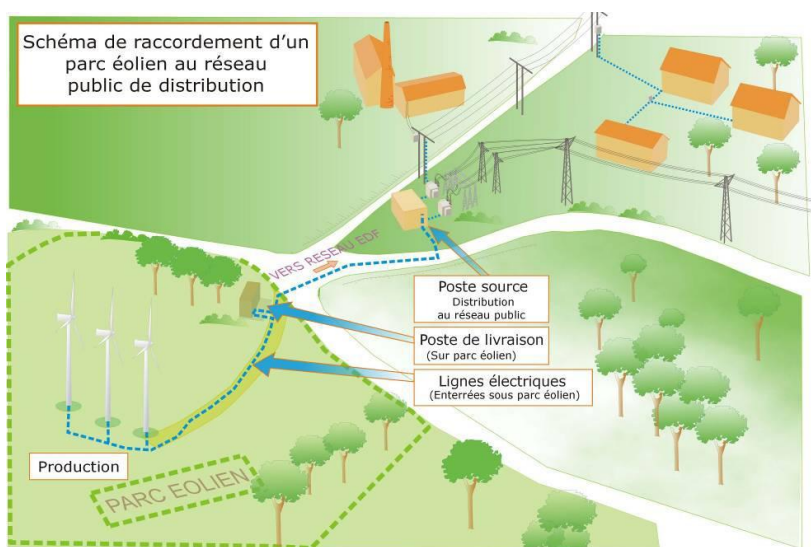 Schéma de raccordement d'un
parc éolien au réseau
public de distribution
VERS RESEAU EDF
Poste source
Distribution
au réseau public
Poste de livraison
(Sur parc éolien)
Lignes électriques
(Enterrées sous parc éolien)
Production
PARC EOLIEN